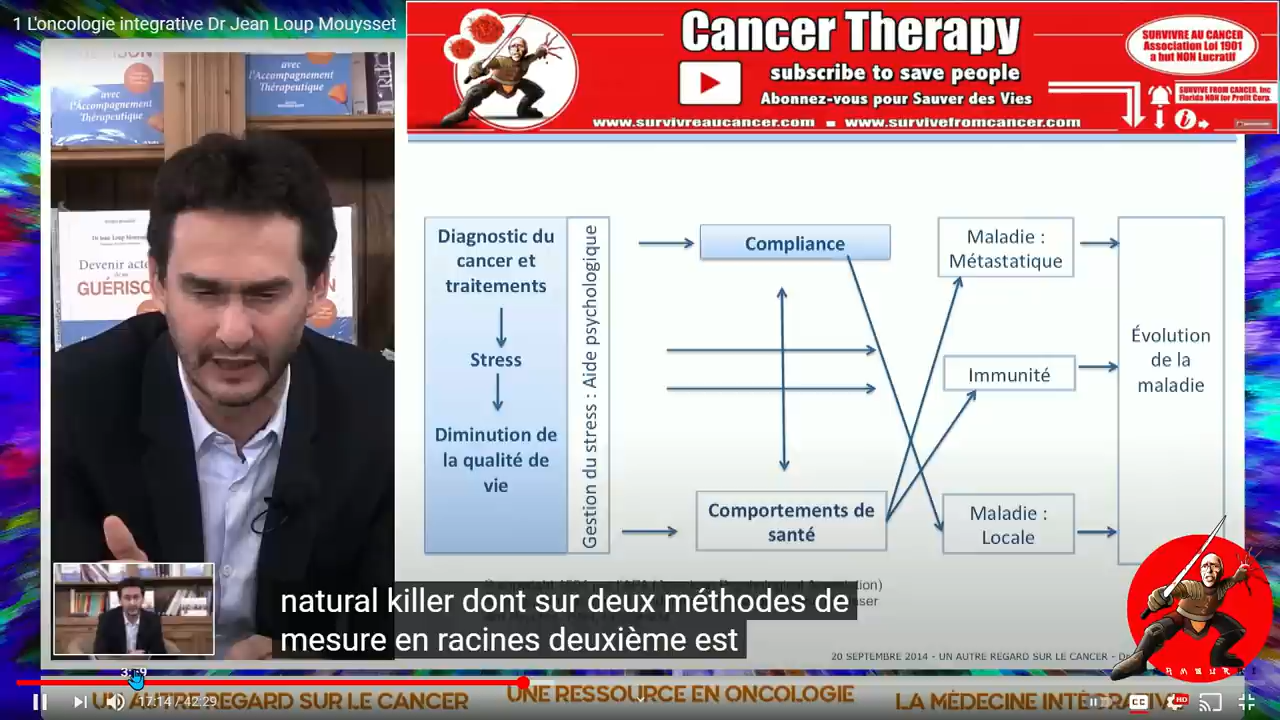 1 L'oncologie integrative Dr Jean Loup Mouysset
Cancer Therapy
subscribe to save people
Abonnez-vous pour Sauver des Vies
www.survivreaucancer.com - www.survivefromcancer.com
SURVIVRE AU CANCER
Association Loi 1901
a but NON Lucratif
SURVIVE FROM CANCER, Inc
Florida NON for Profit Corp.
avec
l'Accompagnement
Thérapeutique
avec
l'Accompagnement
Thérapeutique
Dr Jean Loup
Devenir acte
GUÉRISON
Diagnostic du
cancer et
traitements
Stress
Diminution de
la qualité de
vie
Gestion du stress : Aide psychologique
Compliance
Comportements de
santé
Maladie :
Métastatique
Immunité
Maladie :
Locale
Évolution
de la
maladie
natural killer dont sur deux méthodes de
mesure en racines deuxième est
20 SEPTEMBRE 2014 - UN AUTRE REGARD SUR LE CANCER -
17:14 / 42:29
CC
HD
UN AUTRE REGARD SUR LE CANCER
UNE RESSOURCE EN ONCOLOGIE
LA MÉDECINE INTÉGRATIVE